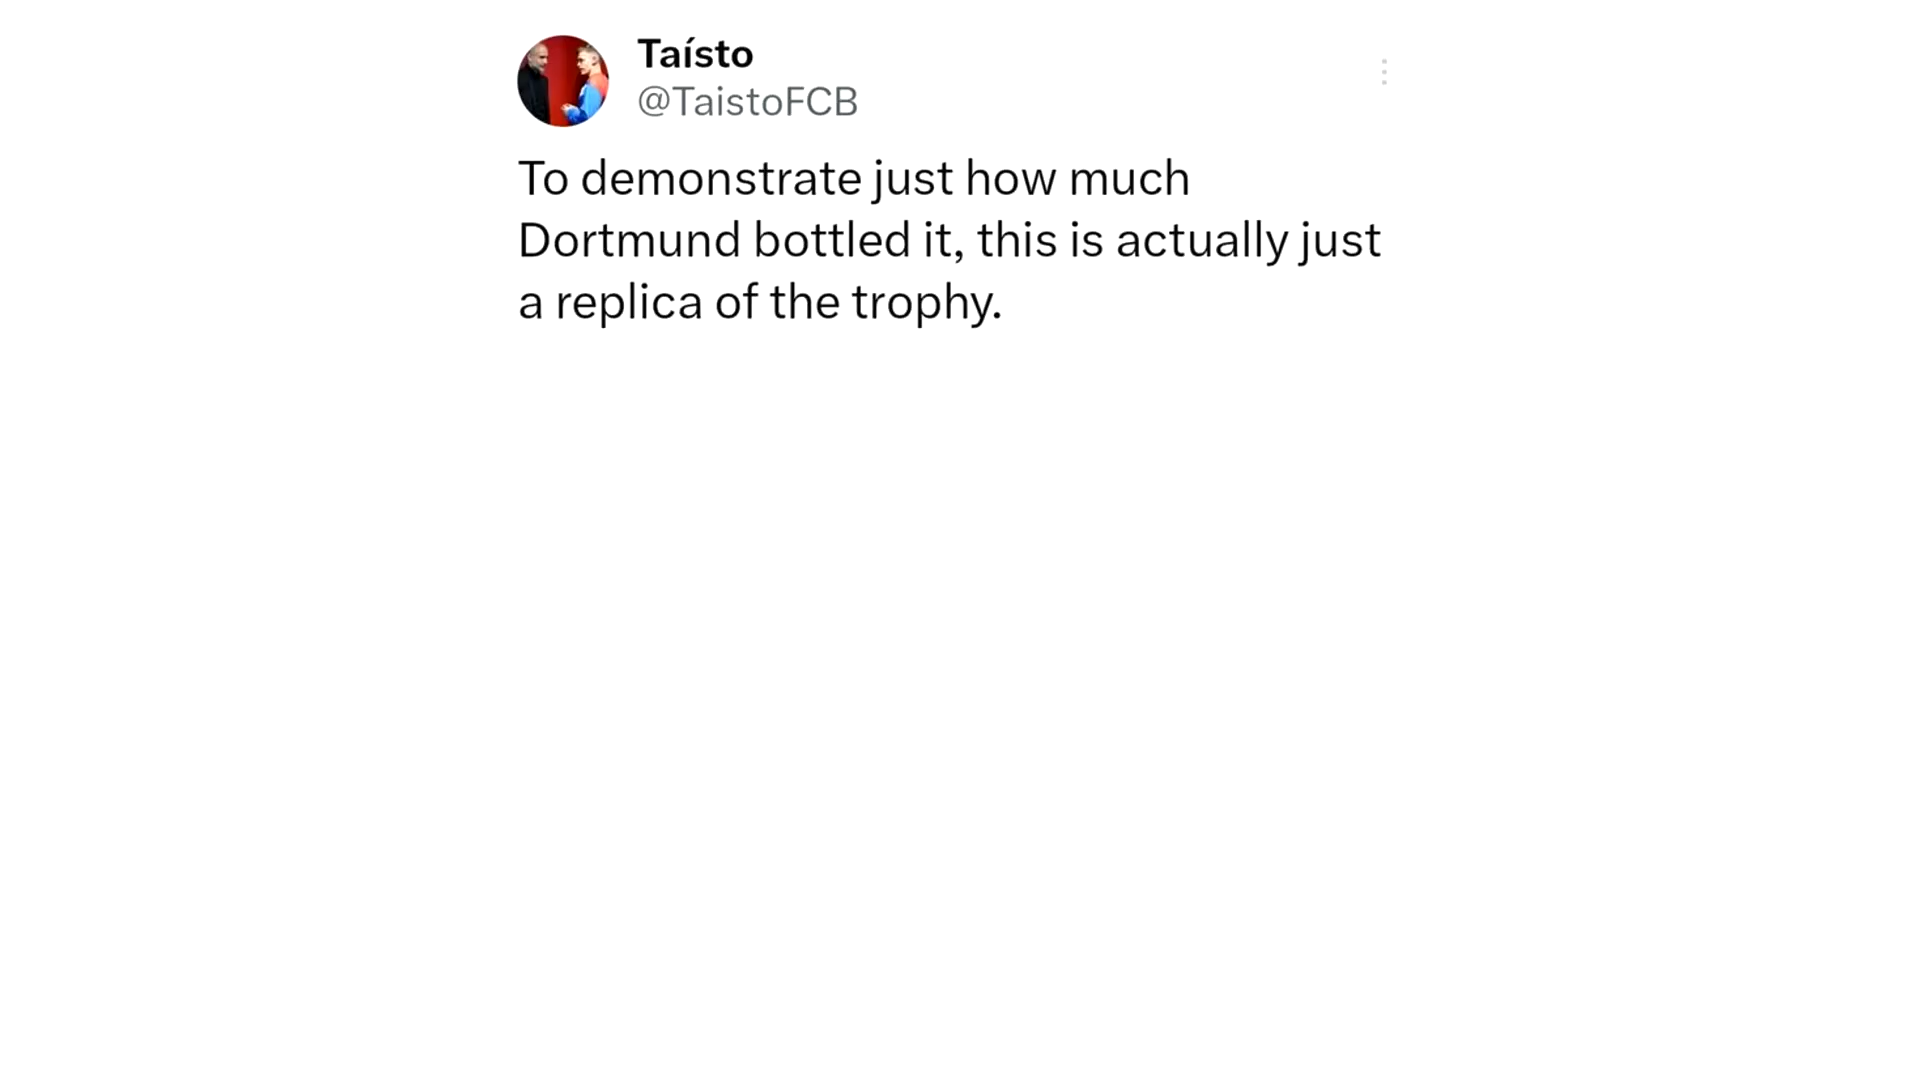 Taísto
@TaistoFCB
To demonstrate just how much
Dortmund bottled it, this is actually just
a replica of the trophy.